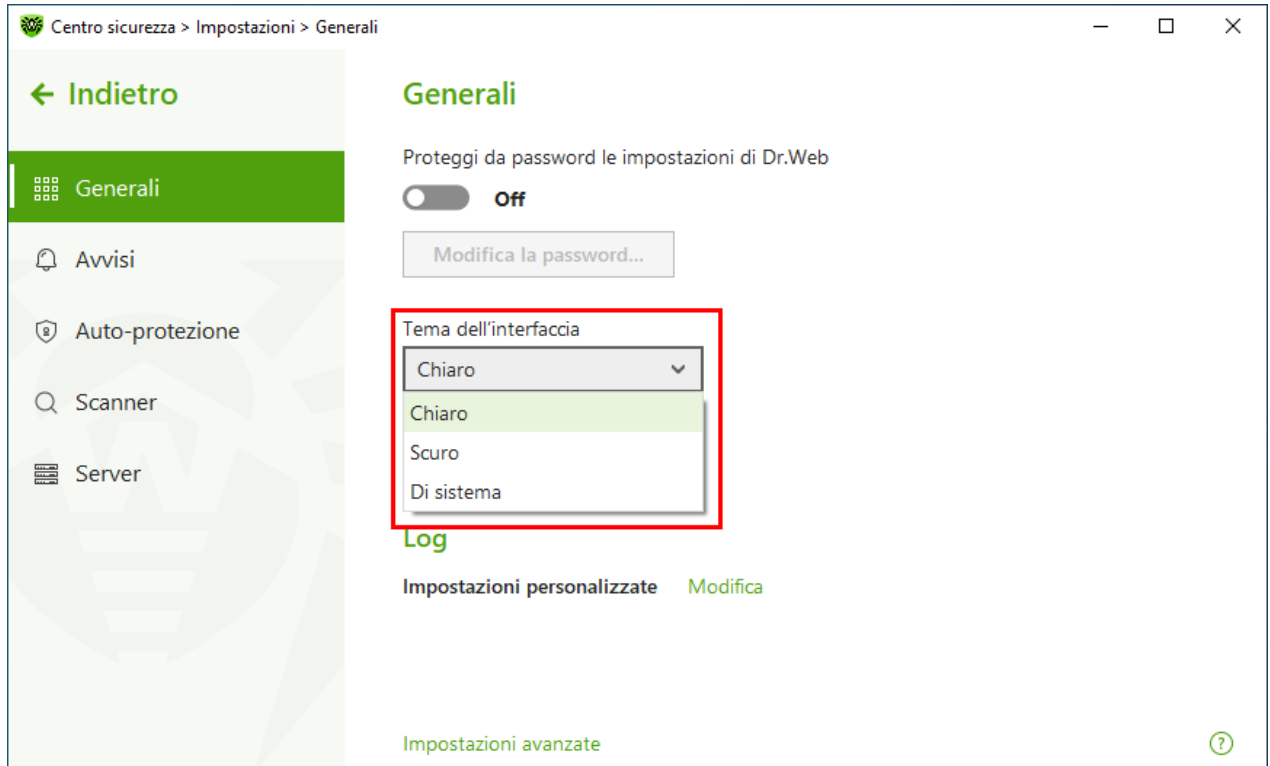 Centro sicurezza > Impostazioni > Generali
Indietro
Generali
Avvisi
Auto-protezione
Scanner
Server
Generali
Proteggi da password le impostazioni di Dr.Web
Off
Modifica la password...
Tema dell'interfaccia
Chiaro
Chiaro
Scuro
Di sistema
Log
Impostazioni personalizzate Modifica
Impostazioni avanzate
?